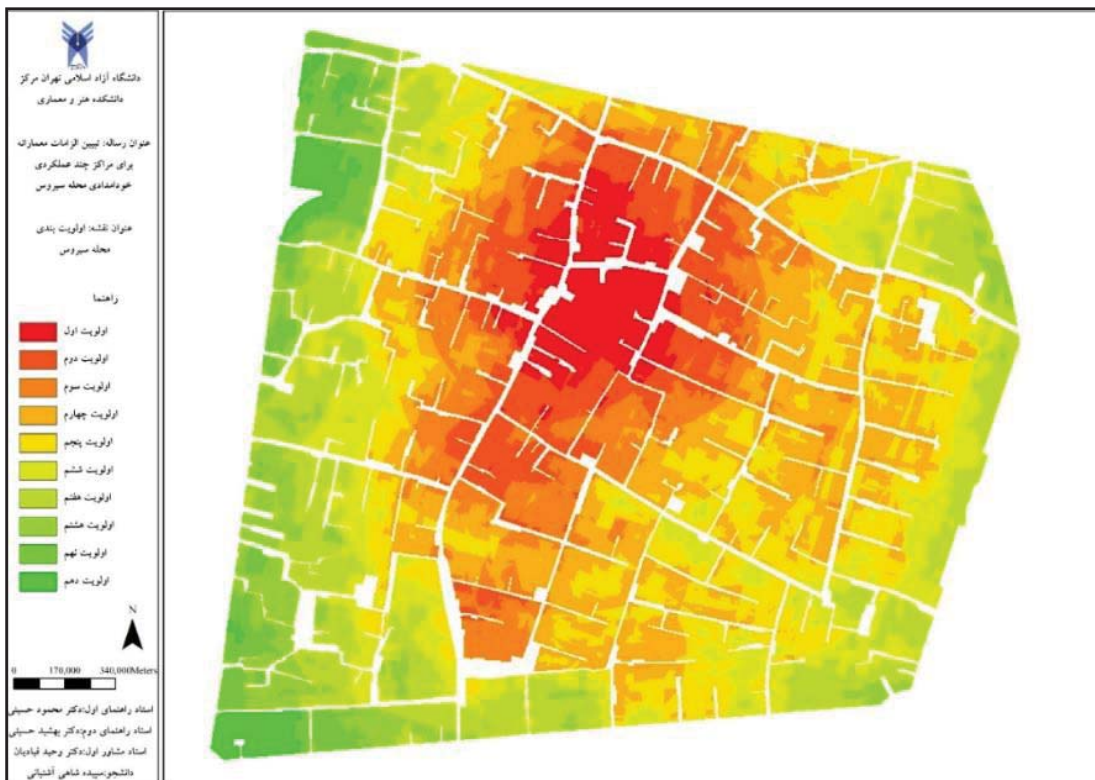 دانشگاه آزاد اسلامی تهران مرکز
دانشکده هنر و معماری
عنوان رساله: تبیین الزامات معمارانه
برای مراکز چند عملکردی
خودامدادی محله سیروس
عنوان نقشه: اولویت بندی
محله سیروس
راهنما
اولویت اول
اولویت دوم
اولویت سوم
اولویت چهارم
اولویت پنجم
اولویت ششم
اولویت هفتم
اولویت هشتم
اولویت نهم
اولویت دهم
N
0 170,000 340,000Meters
استاد راهنمای اول:دکتر محمود حسینی
استاد راهنمای دوم:دکتر بهشید حسینی
استاد مشاور اول:دکتر وحید قبادیان
دانشجو:سپیده شاهی آشتیانی